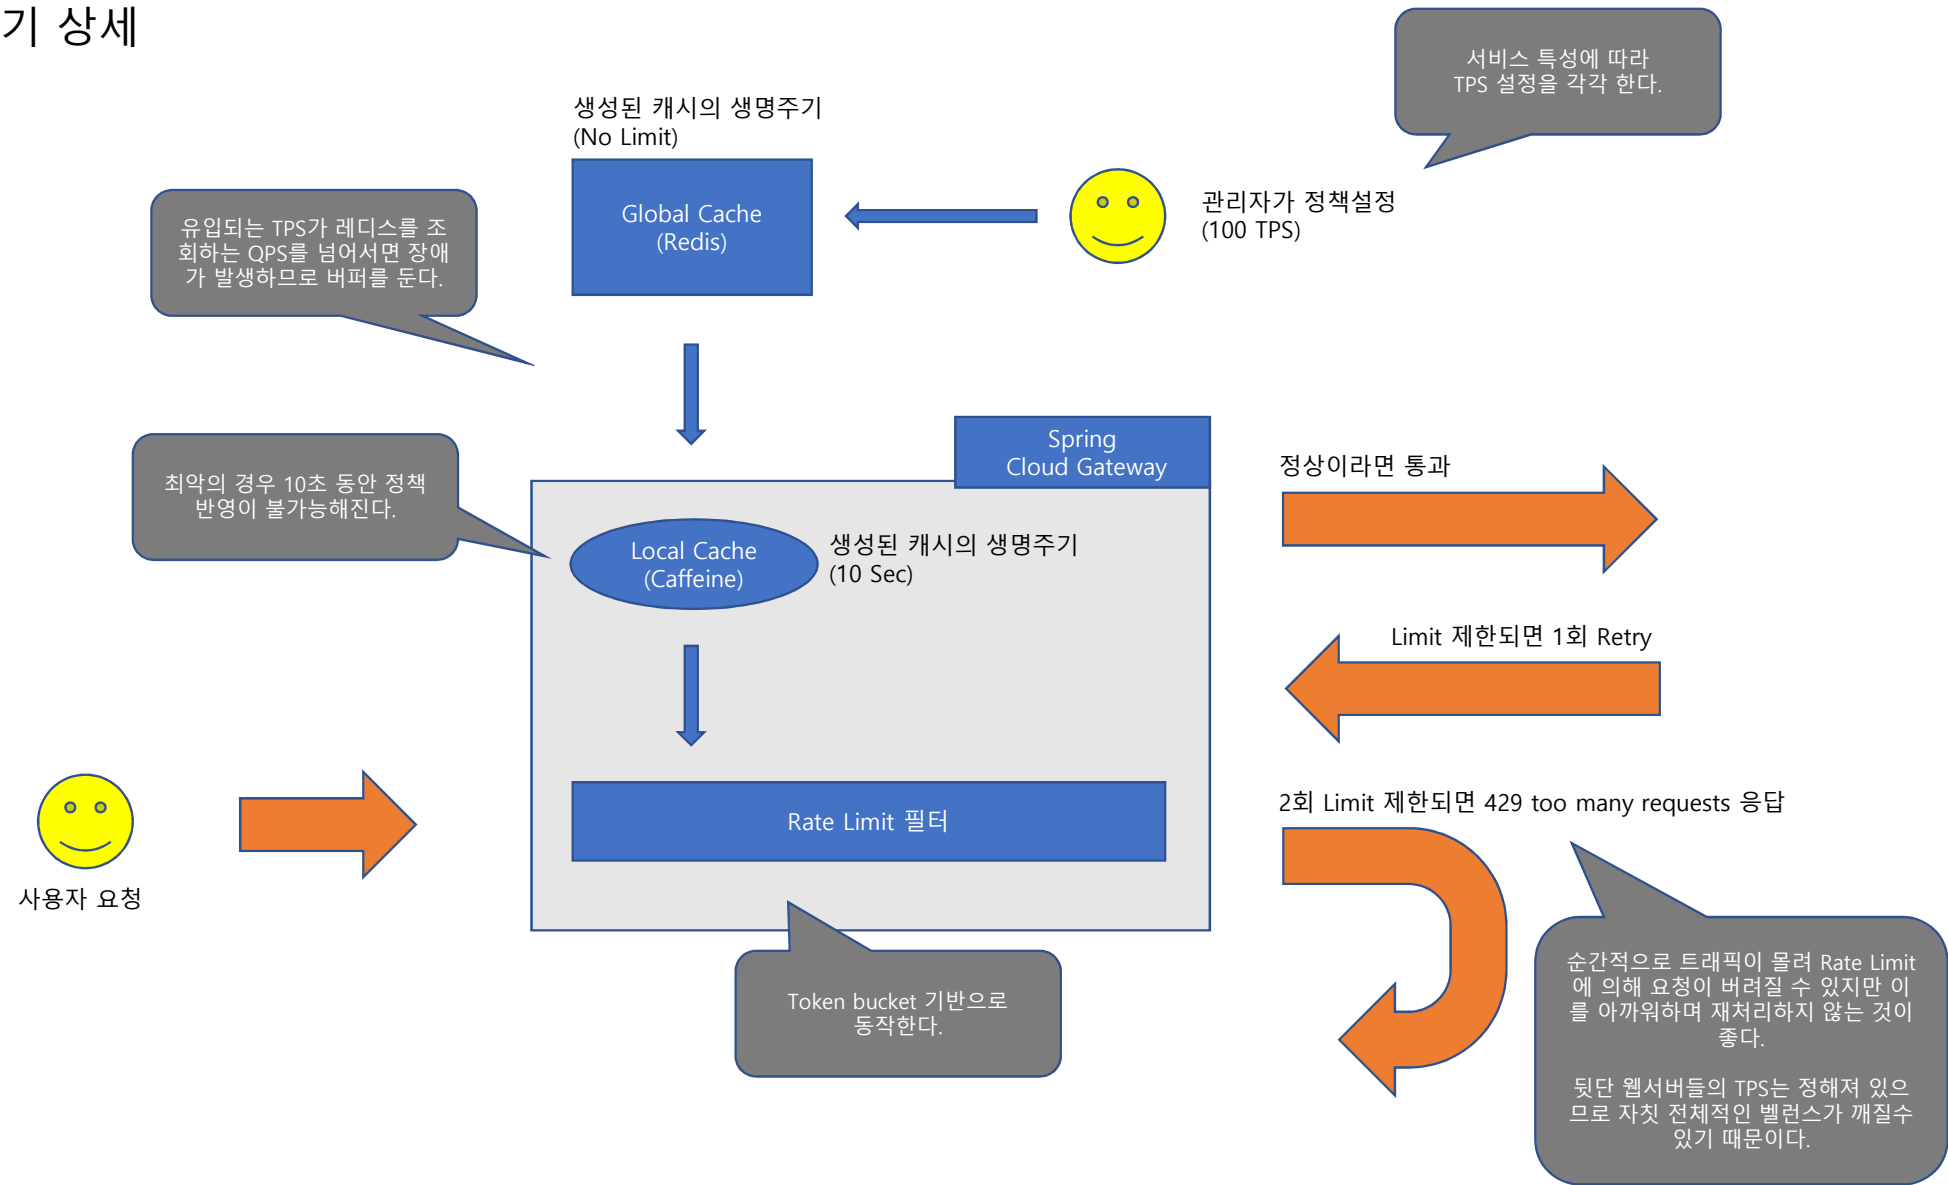 기 상세
서비스 특성에 따라
TPS 설정을 각각 한다.
생성된 캐시의 생명주기
(No Limit)
Global Cache
(Redis)
관리자가 정책설정
(100 TPS)
유입되는 TPS가 레디스를 조
회하는 QPS를 넘어서면 장애
가 발생하므로 버퍼를 둔다.
Spring
Cloud Gateway
최악의 경우 10초 동안 정책
반영이 불가능해진다.
Local Cache
(Caffeine)
생성된 캐시의 생명주기
(10 Sec)
정상이라면 통과
Limit 제한되면 1회 Retry
Rate Limit 필터
2회 Limit 제한되면 429 too many requests 응답
사용자 요청
Token bucket 기반으로
동작한다.
순간적으로 트래픽이 몰려 Rate Limit
에 의해 요청이 버려질 수 있지만 이
를 아까워하며 재처리하지 않는 것이
좋다.
뒷단 웹서버들의 TPS는 정해져 있으
므로 자칫 전체적인 벨런스가 깨질수
있기 때문이다.